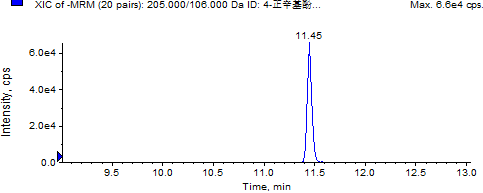 XIC of -MRM (20 pairs): 205.000/106.000 Da ID: 4-正辛基酚... Max. 6.6e4 cps.
11.45
6.0e4
4.0e4
2.0e4
0.0
Intensity, cps
9.5 10.0 10.5 11.0 11.5 12.0 12.5 13.0
Time, min